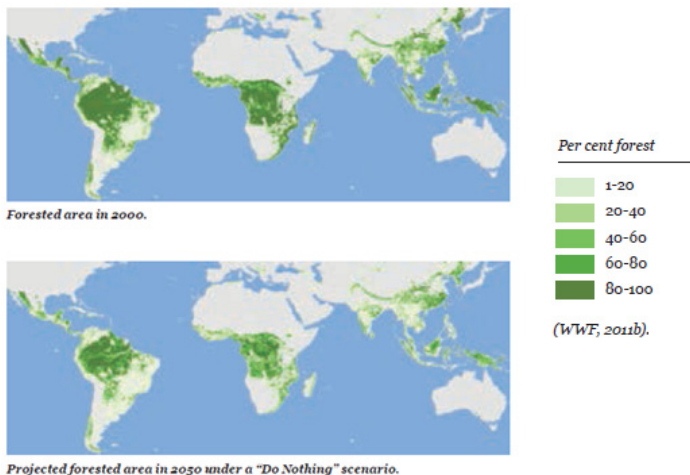 Forested area in 2000.
Per cent forest
1-20
20-40
40-60
60-80
80-100
(WWF, 2011b).
Projected forested area in 2050 under a "Do Nothing" scenario.